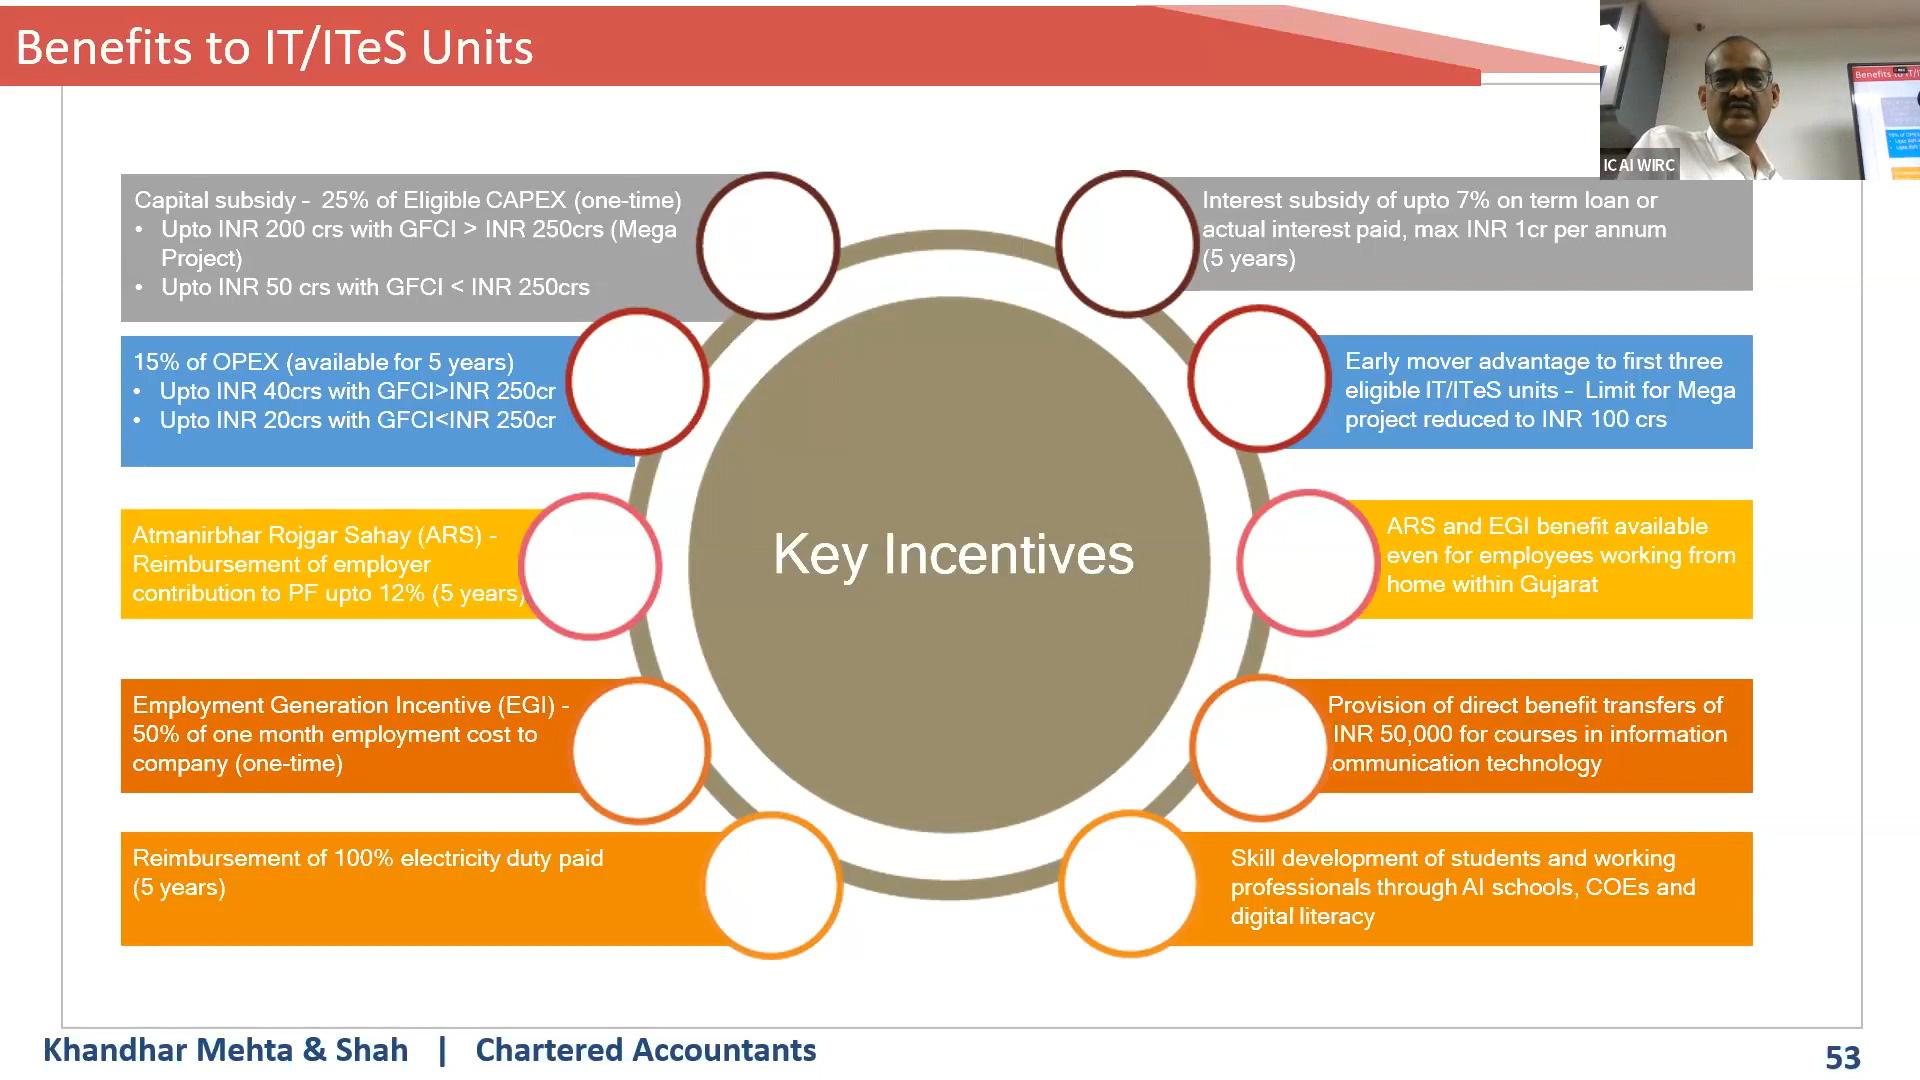 Benefits to IT/ITeS Units
IC AI WIRC
Capital subsidy - 25% of Eligible CAPEX (one-time)
• Upto INR 200 crs with GFCI > INR 250crs (Mega
Project)
• Upto INR 50 crs with GFCI < INR 250crs
15% of OPEX (available for 5 years)
• Upto INR 40crs with GFCI>INR 250cr
• Upto INR 20crs with GFCI<INR 250cr
Atmanirbhar Rojgar Sahay (ARS) -
Reimbursement of employer
contribution to PF upto 12% (5 years)
Employment Generation Incentive (EGI) -
50% of one month employment cost to
company (one-time)
Reimbursement of 100% electricity duty paid
(5 years)
Key Incentives
Interest subsidy of upto 7% on term loan or
actual interest paid, max INR 1cr per annum
(5 years)
Early mover advantage to first three
eligible IT/ITeS units - Limit for Mega
project reduced to INR 100 crs
ARS and EGI benefit available
even for employees working from
home within Gujarat
Provision of direct benefit transfers of
INR 50,000 for courses in information
ommunication technology
Skill development of students and working
professionals through AI schools, COEs and
digital literacy
Khandhar Mehta & Shah | Chartered Accountants
53